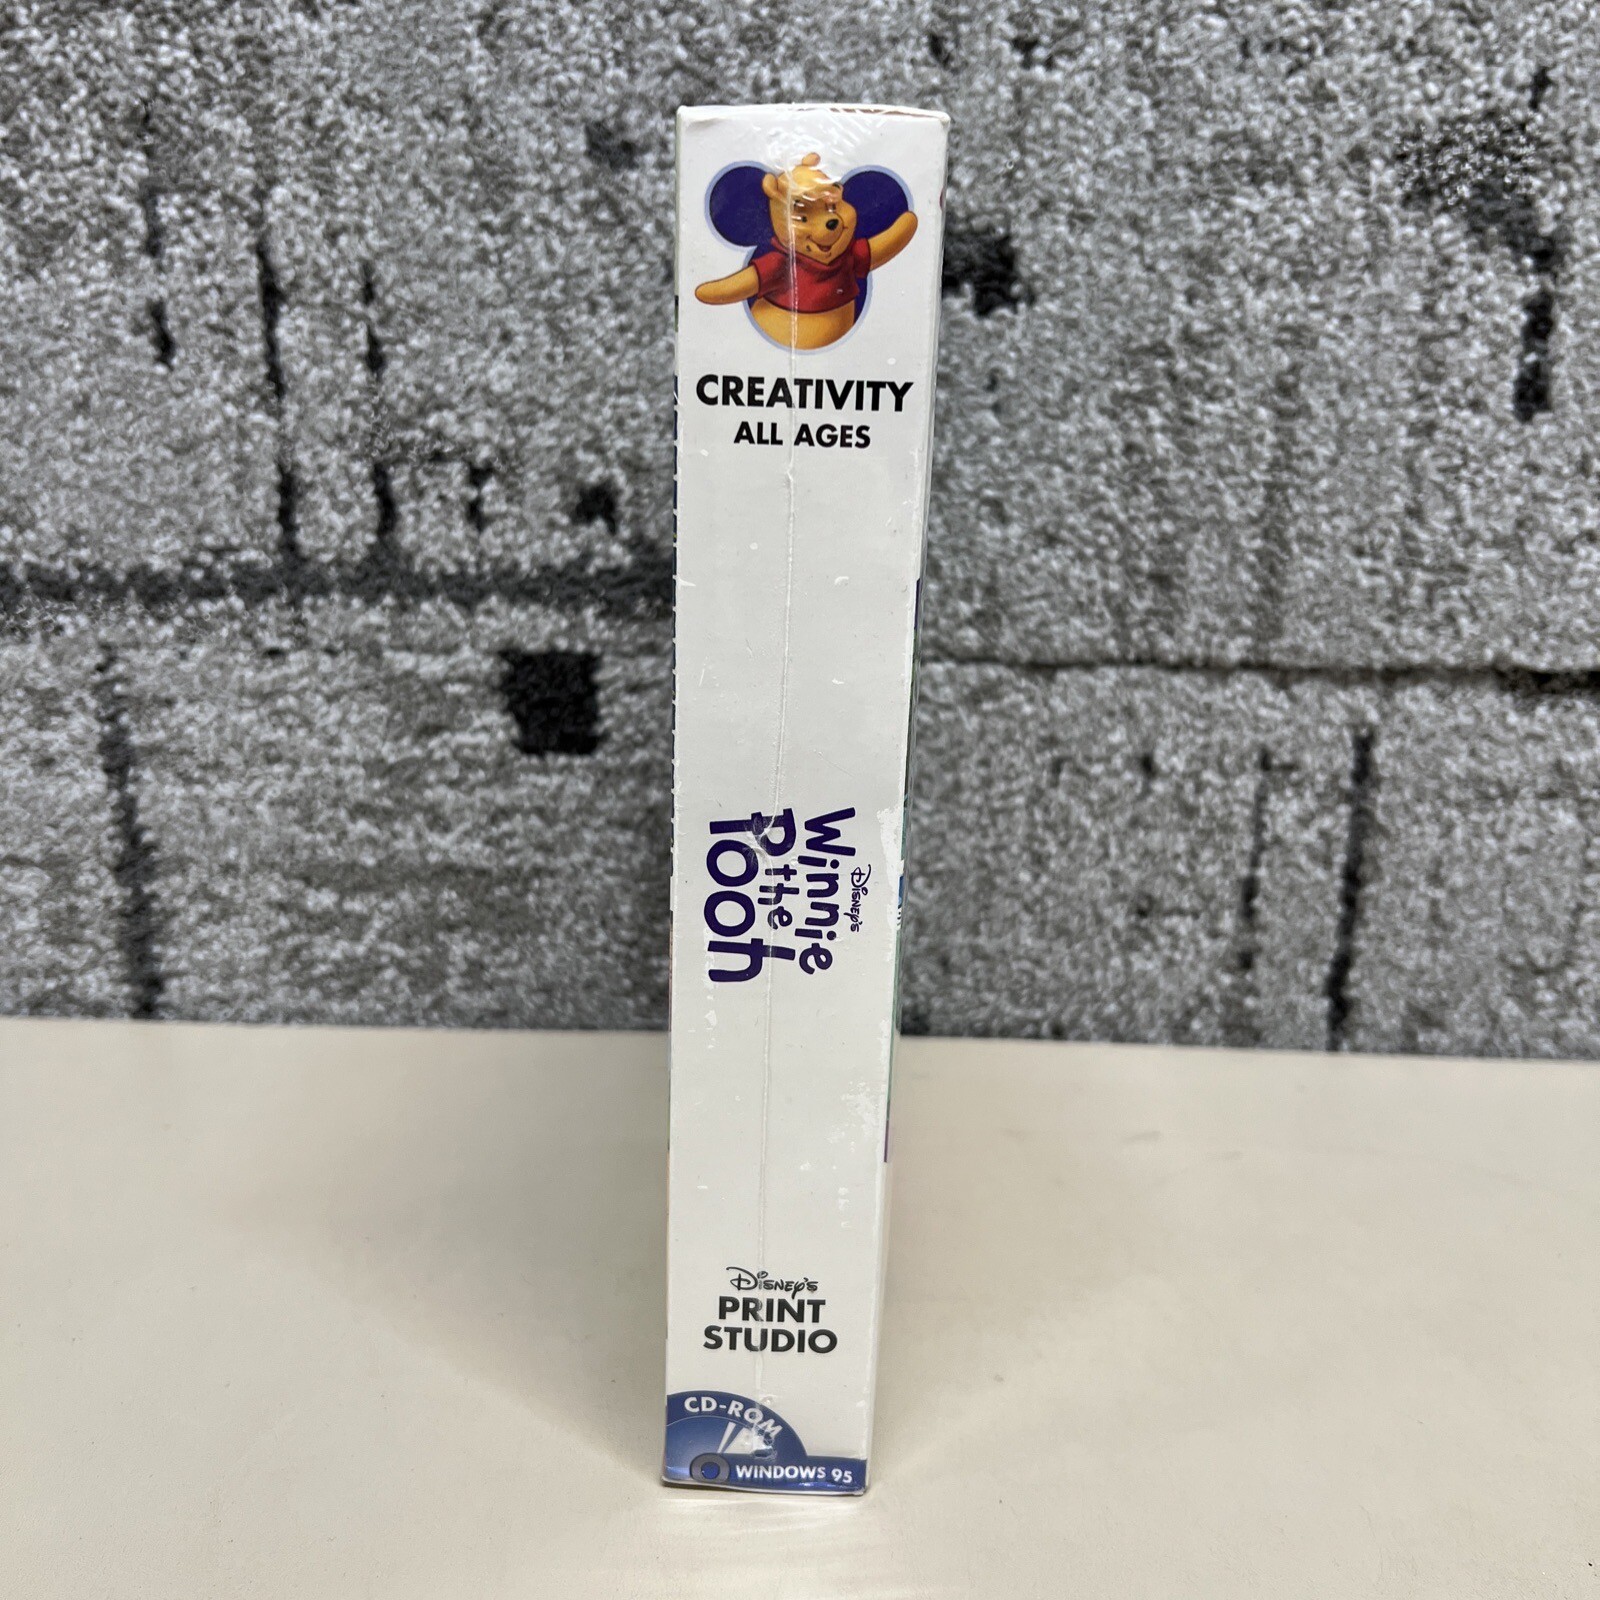 CREATIVITY
ALL AGES
Disney's
Winnie
the
Pooh
Disney's
PRINT
STUDIO
CD-ROM
WINDOWS 95